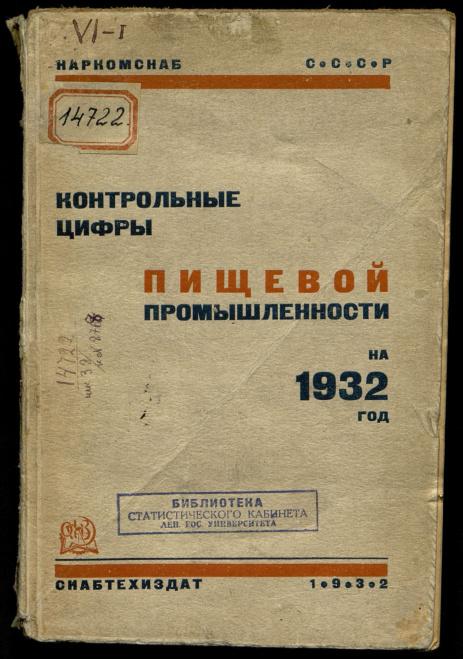 VI-I
НАРКОМСНАБ С•С•С•Р
14722.
КОНТРОЛЬНЫЕ
ЦИФРЫ
ПИЩЕВОЙ
ПРОМЫШЛЕННОСТИ
НА
1932
ГОД
14722
БИБЛИОТЕКА
СТАТИСТИЧЕСКОГО КАБИНЕТА
ЛЕН. ГОС. УНИВЕРСИТЕТА
СНАБТЕХИЗДАТ 1•9•3•2